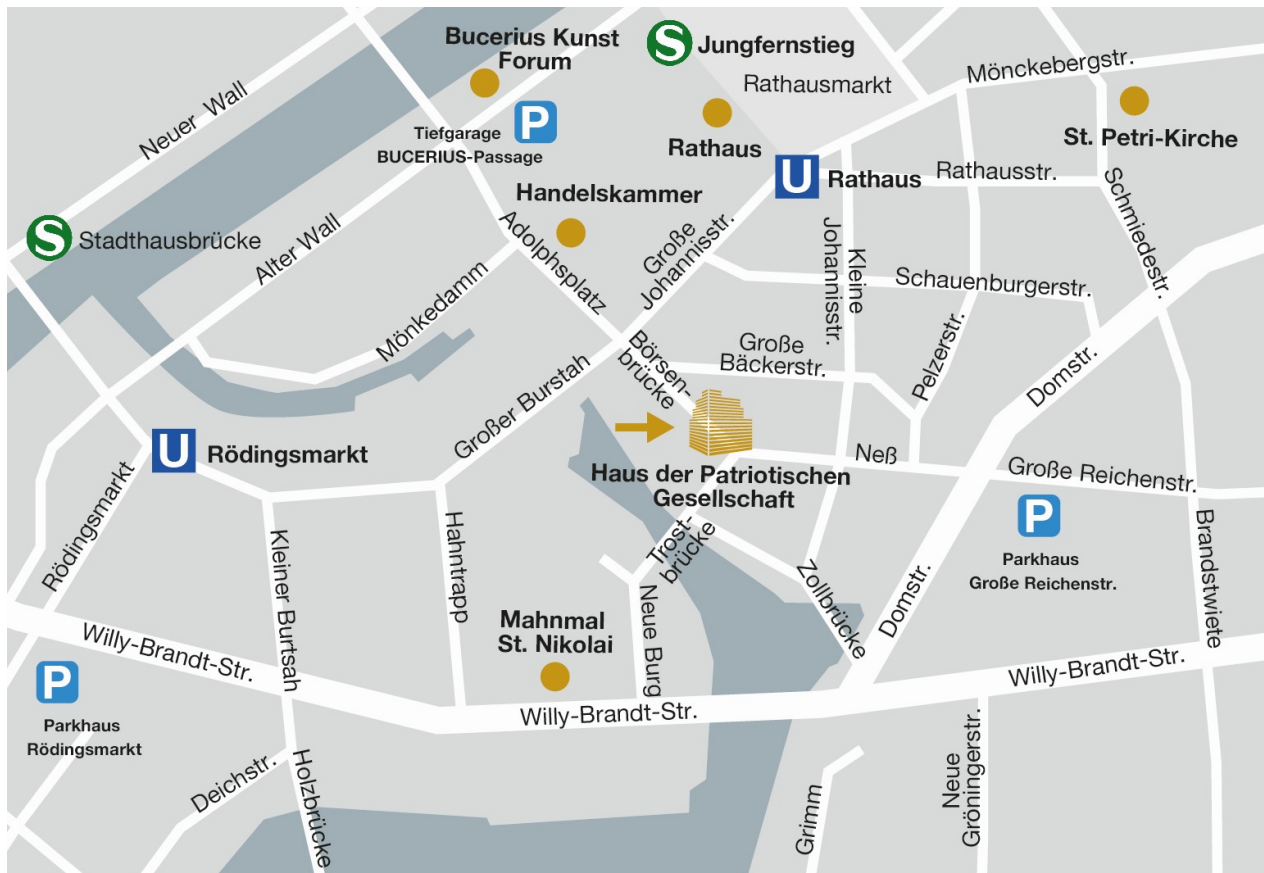 Bucerius Kunst
Forum
S
Jungfernstieg
Mönckebergstr.
Rathausmarkt
Neuer Wall
P
Tiefgarage
BUCERIUS-Passage
Rathaus
St. Petri-Kirche
U
Rathaus
Rathausstr.
Handelskammer
Schmiedestr.
S
Stadthausbrücke
Alter Wall
Adolphsplatz
Große
Johannisstr.
Kleine
Johannisstr.
Schauenburgerstr.
Mönkedamm
Börsen-
brücke
Große
Bäckerstr.
Pelzerstr.
Domstr.
Großer Burstah
U
Rödingsmarkt
Rödingsmarkt
Haus der Patriotischen
Gesellschaft
Neß
Große Reichenstr.
P
Parkhaus
Große Reichenstr.
Brandstwiete
Kleiner Burtsah
Hahntrapp
Trost-
brücke
Zollbrücke
Domstr.
Neue Burg
Mahnmal
St. Nikolai
Willy-Brandt-Str.
Willy-Brandt-Str.
Willy-Brandt-Str.
P
Parkhaus
Rödingsmarkt
Deichstr.
Holzbrücke
Grimm
Neue
Gröningerstr.